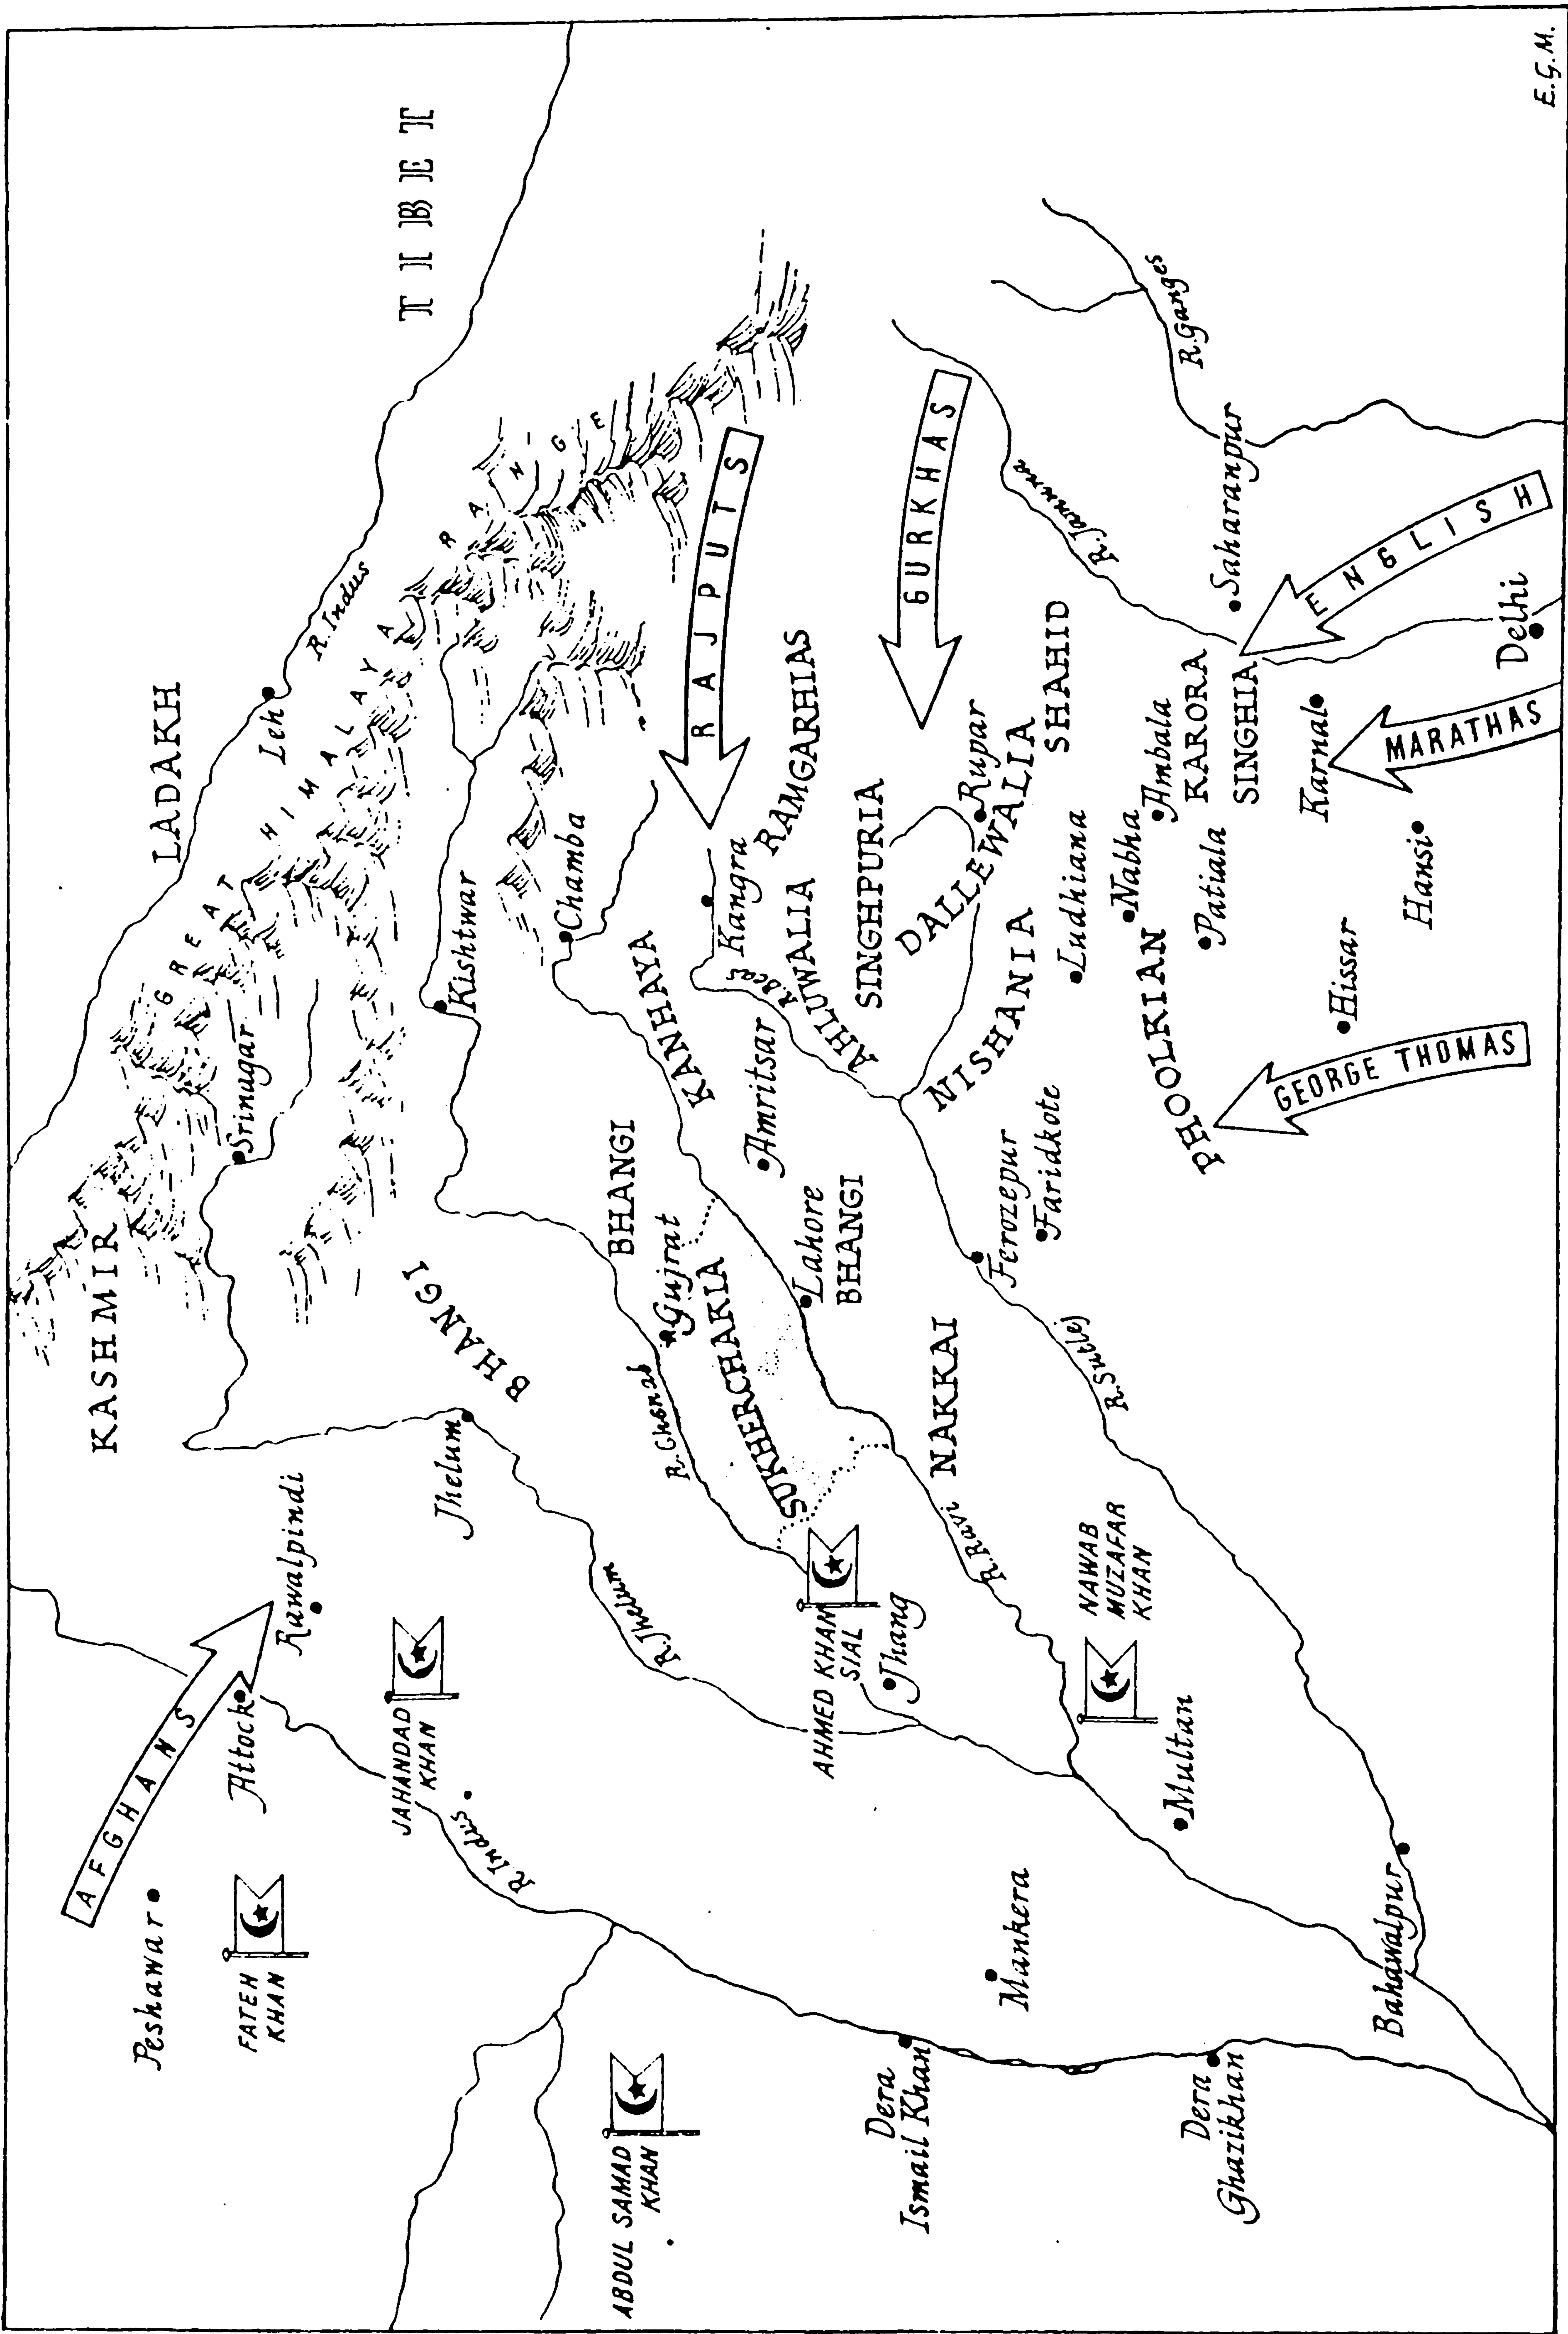 TIBET
LADAKH
Leh
R. Indus
GREAT HIMALAYA RANGE
KASHMIR
Srinagar
Kishtwar
Chamba
AFGHANS
Peshawar
Attock
Rawalpindi
FATEH
KHAN
JAHANDAD
KHAN
R. Indus
Jhelum
BHANGI
R. Jhelum
BHANGI
Gujrat
R. Chenab
SUKHERCHAKIA
KANHAYA
RAJPUTS
Kangra
RAMGARHIAS
R. Beas
Amritsar
AHLUWALIA
SINGHPURIA
Lahore
BHANGI
GURKHAS
DALLEWALIA
Rupar
SHAHID
NISHANIA
Ludhiana
Ferozepur
Faridkote
NAKKAI
R. Sutlej
R. Ravi
AHMED KHAN
SIAL
Jhang
NAWAB
MUZAFAR
KHAN
Multan
ABDUL SAMAD
KHAN
Mankera
Dera
Ismail Khan
Dera
Ghazikhan
Bahawalpur
PHOOLKIAN
Nabha
Ambala
Patiala
KARORA
SINGHIA
Karnal
Saharanpur
R. Jamuna
R. Ganges
ENGLISH
Delhi
MARATHAS
Hansi
Hissar
GEORGE THOMAS
E.G.M.